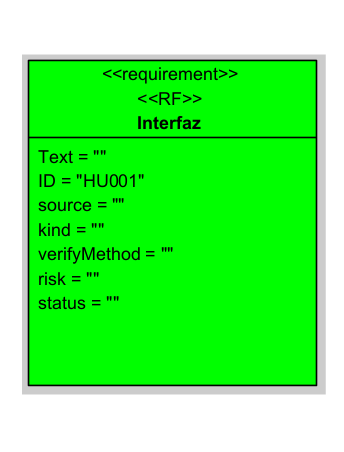 <<requirement>>
<<RF>>
Interfaz
Text = ""
ID = "HU001"
source = ""
kind = ""
verifyMethod = ""
risk = ""
status = ""